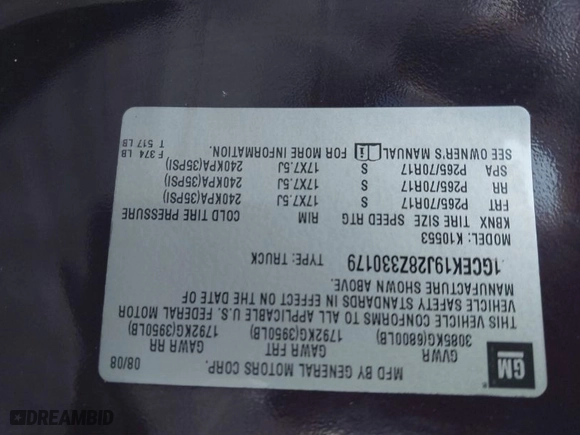 GM
MFD BY GENERAL MOTORS CORP. 08/08
GVWR GAWR FRT GAWR RR
3085KG(6800LB) 1792KG(3950LB) 1792KG(3950LB)
THIS VEHICLE CONFORMS TO ALL APPLICABLE U.S. FEDERAL MOTOR
VEHICLE SAFETY STANDARDS IN EFFECT ON THE DATE OF
MANUFACTURE SHOWN ABOVE.
1GCEK19J28Z330179 TYPE: TRUCK
MODEL: K10553
KBNX TIRE SIZE SPEED RTG RIM COLD TIRE PRESSURE
FRT P265/70R17 S 17X7.5J 240KPA(35PSI)
RR P265/70R17 S 17X7.5J 240KPA(35PSI)
SPA P265/70R17 S 17X7.5J 240KPA(35PSI)
SEE OWNER'S MANUAL FOR MORE INFORMATION.
F 374 LB
T 517 LB
DREAMBID